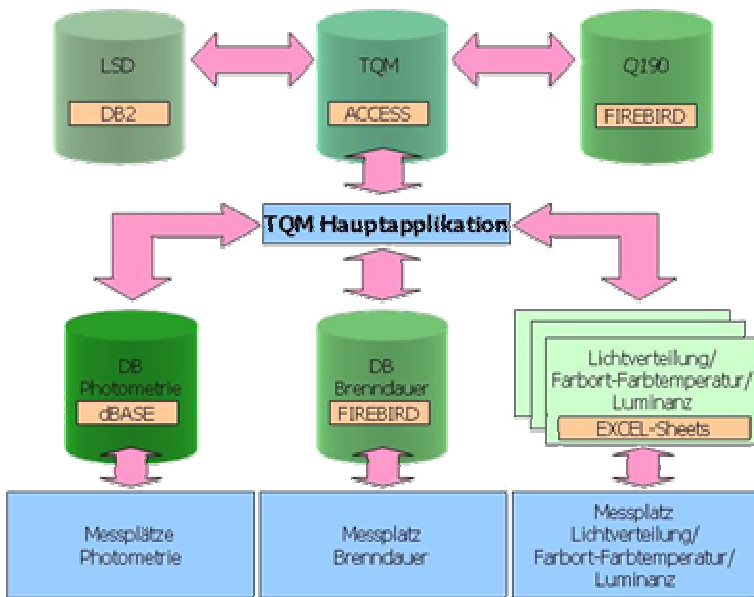 LSD
DB2
TQM
ACCESS
Q190
FIREBIRD
TQM Hauptapplikation
DB
Photometrie
dBASE
DB
Brenndauer
FIREBIRD
Lichtverteilung/
Farbort-Farbtemperatur/
Luminanz
EXCEL-Sheets
Messplätze
Photometrie
Messplatz
Brenndauer
Messplatz
Lichtverteilung/
Farbort-Farbtemperatur/
Luminanz